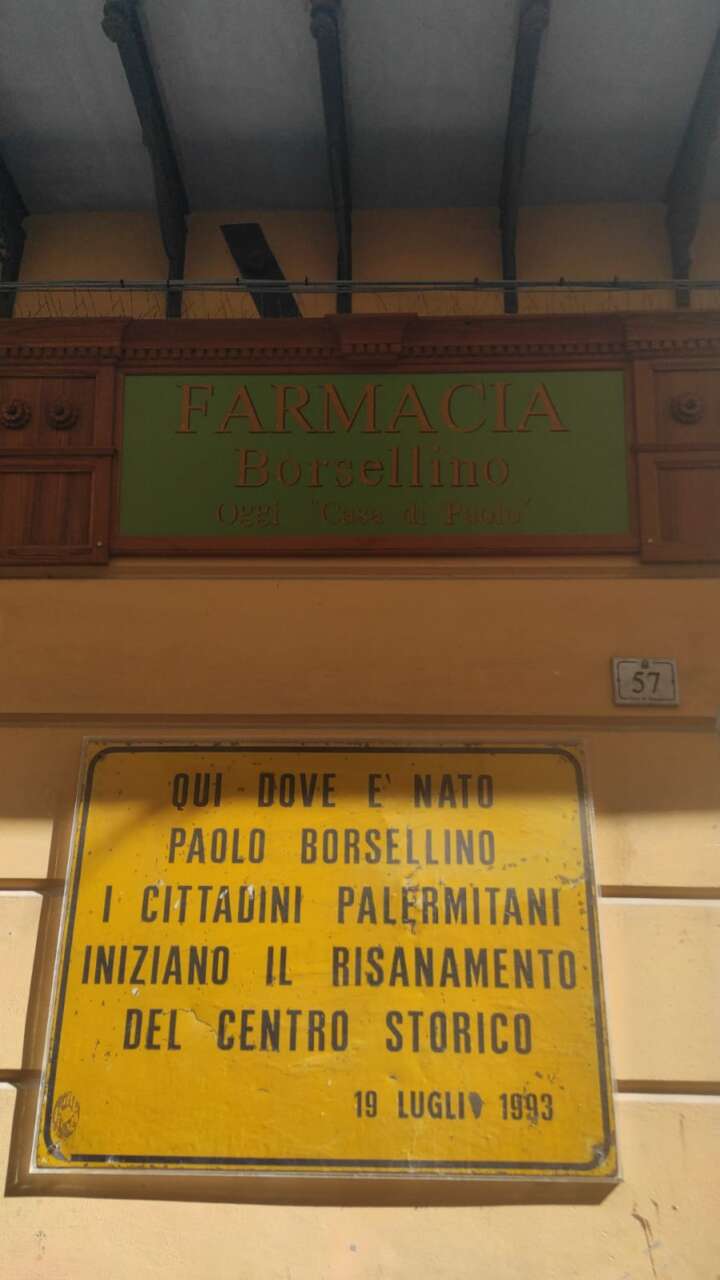 FARMACIA
Borsellino
Oggi "Casa di Paolo"
57
QUI DOVE E' NATO
PAOLO BORSELLINO
I CITTADINI PALERMITANI
INIZIANO IL RISANAMENTO
DEL CENTRO STORICO
19 LUGLIO 1993